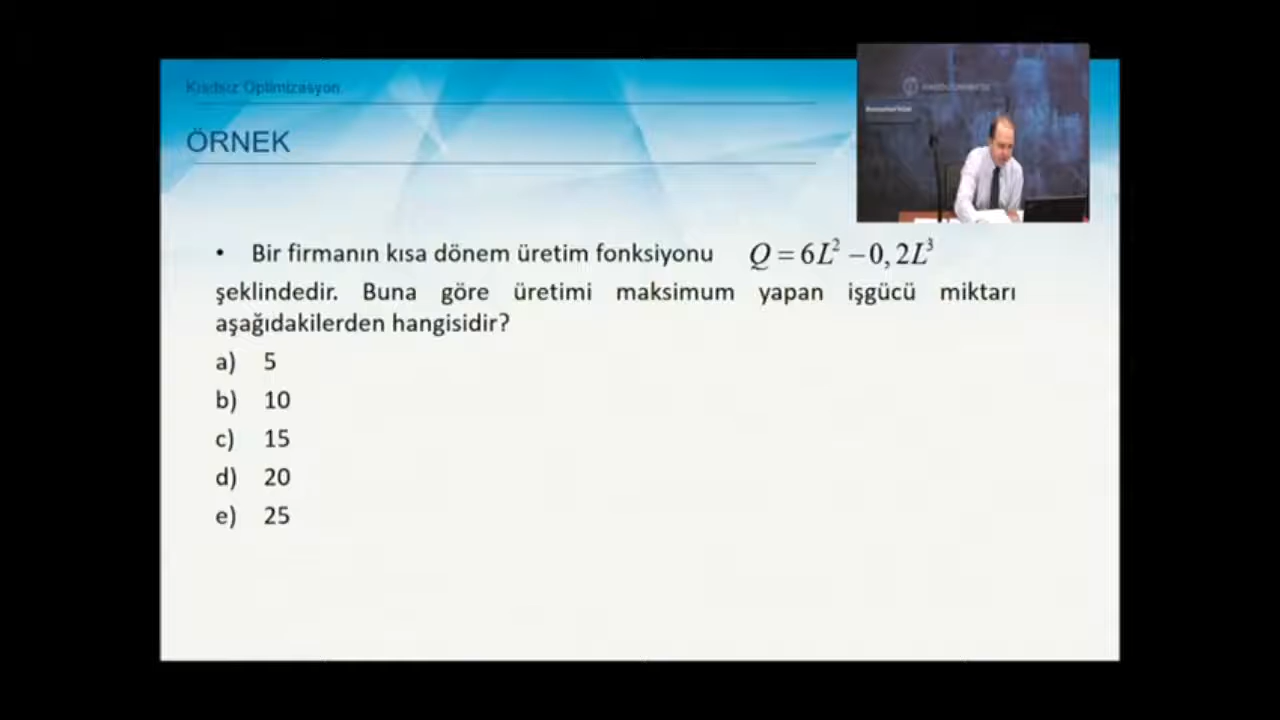 Kısıtsız Optimizasyon
ÖRNEK
• Bir firmanın kısa dönem üretim fonksiyonu Q = 6L² – 0, 2L³
şeklindedir. Buna göre üretimi maksimum yapan işgücü miktarı
aşağıdakilerden hangisidir?
a) 5
b) 10
c) 15
d) 20
e) 25